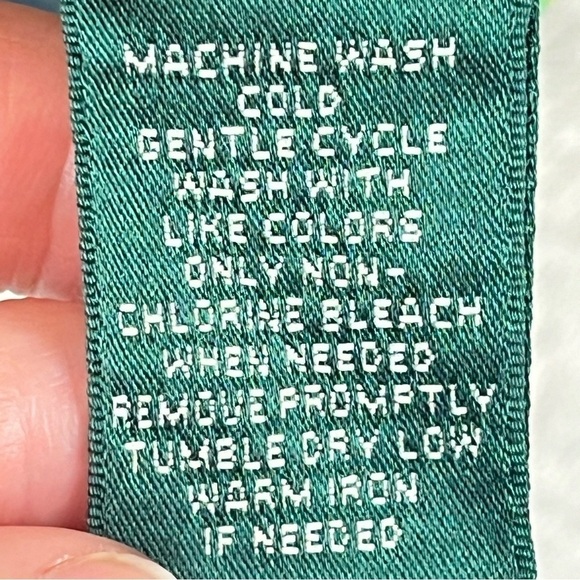 MACHINE WASH
COLD
GENTLE CYCLE
WASH WITH
LIKE COLORS
ONLY NON-
CHLORINE BLEACH
WHEN NEEDED
REMOVE PROMPTLY
TUMBLE DRY LOW
WARM IRON
IF NEEDED